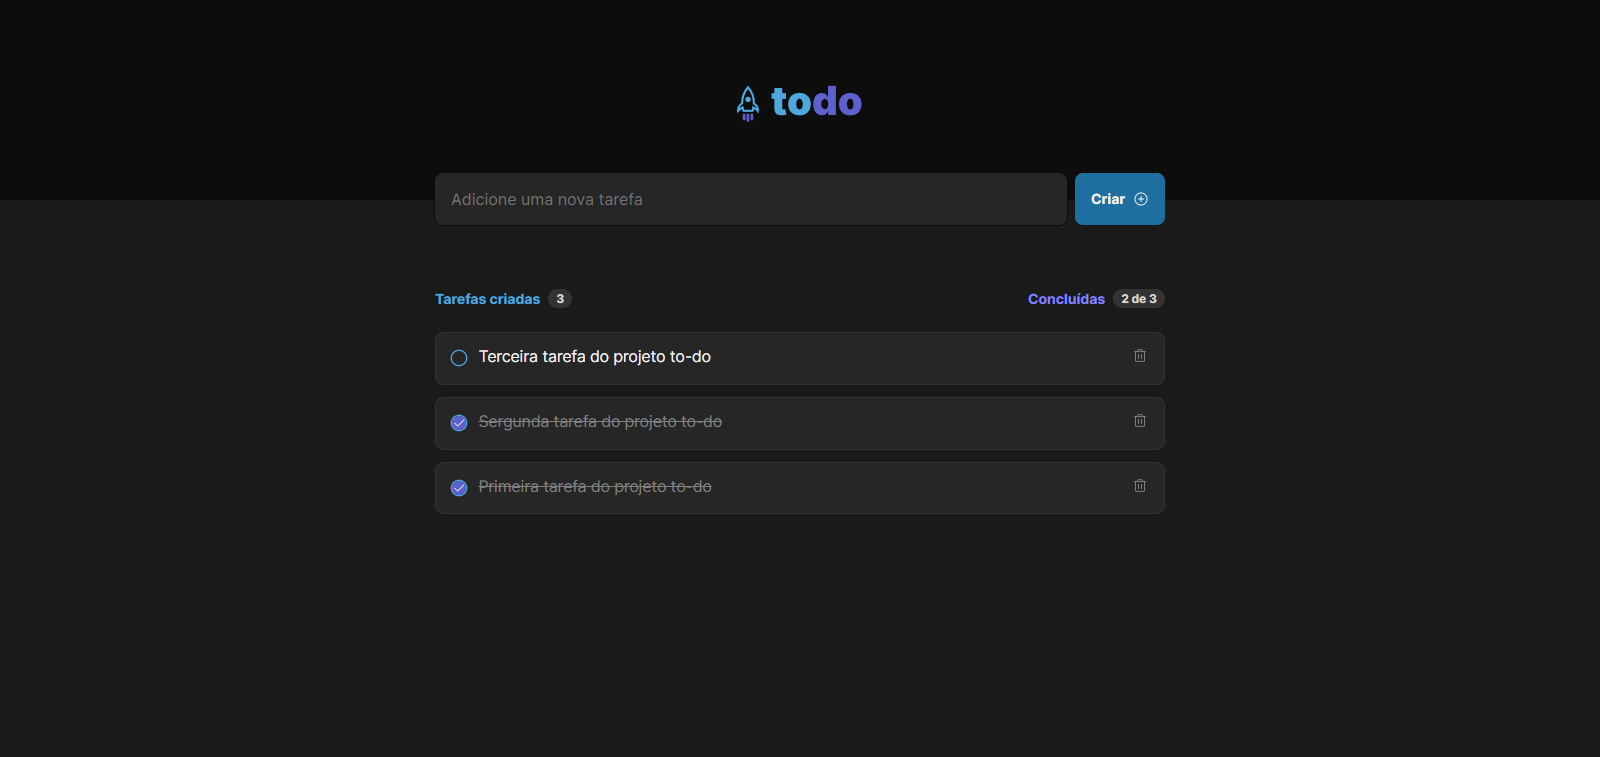 todo
Adicione uma nova tarefa
Criar
Tarefas criadas 3
Concluídas 2 de 3
Terceira tarefa do projeto to-do
Sergunda tarefa do projeto to-do
Primeira tarefa do projeto to-do